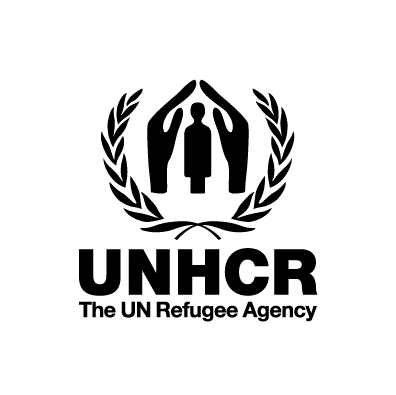 UNHCR
The UN Refugee Agency